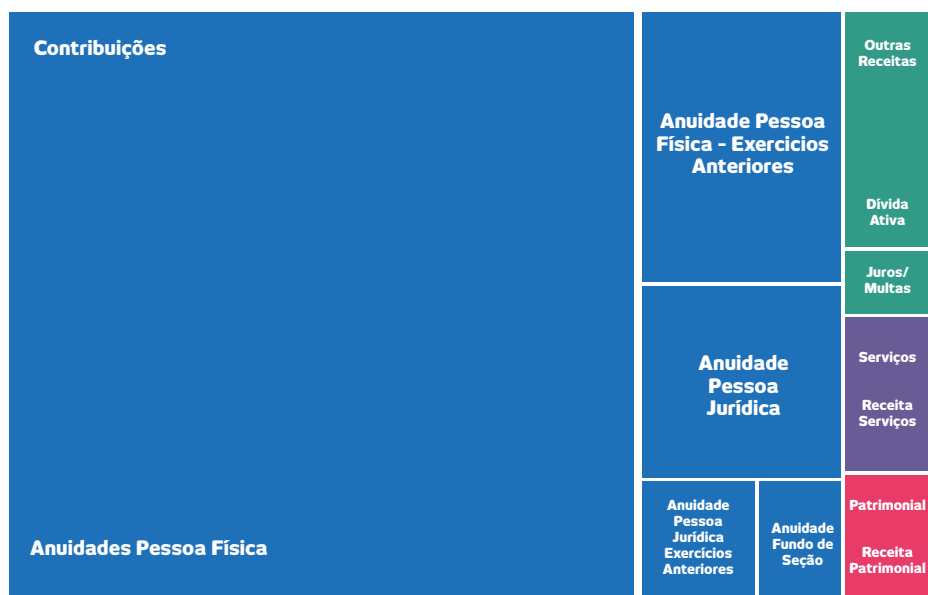 Contribuições
Anuidades Pessoa Física
Anuidade Pessoa
Física - Exercicios
Anteriores
Anuidade
Pessoa
Jurídica
Anuidade
Pessoa
Jurídica
Exercícios
Anteriores
Anuidade
Fundo de
Seção
Outras
Receitas
Dívida
Ativa
Juros/
Multas
Serviços
Receita
Serviços
Patrimonial
Receita
Patrimonial